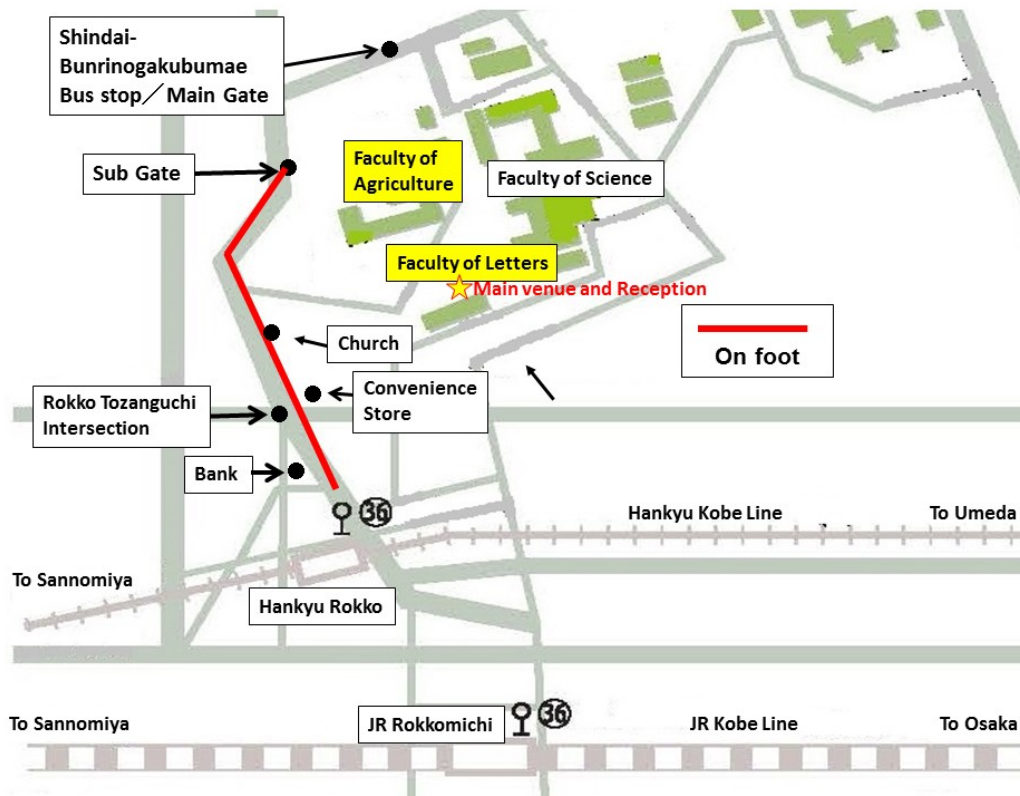 Shindai-
Bunrinogakubumae
Bus stop／Main Gate
Sub Gate
Faculty of
Agriculture
Faculty of Science
Faculty of Letters
Main venue and Reception
Church
On foot
Convenience
Store
Rokko Tozanguchi
Intersection
Bank
36
Hankyu Kobe Line
To Umeda
To Sannomiya
Hankyu Rokko
To Sannomiya
JR Rokkomichi
36
JR Kobe Line
To Osaka